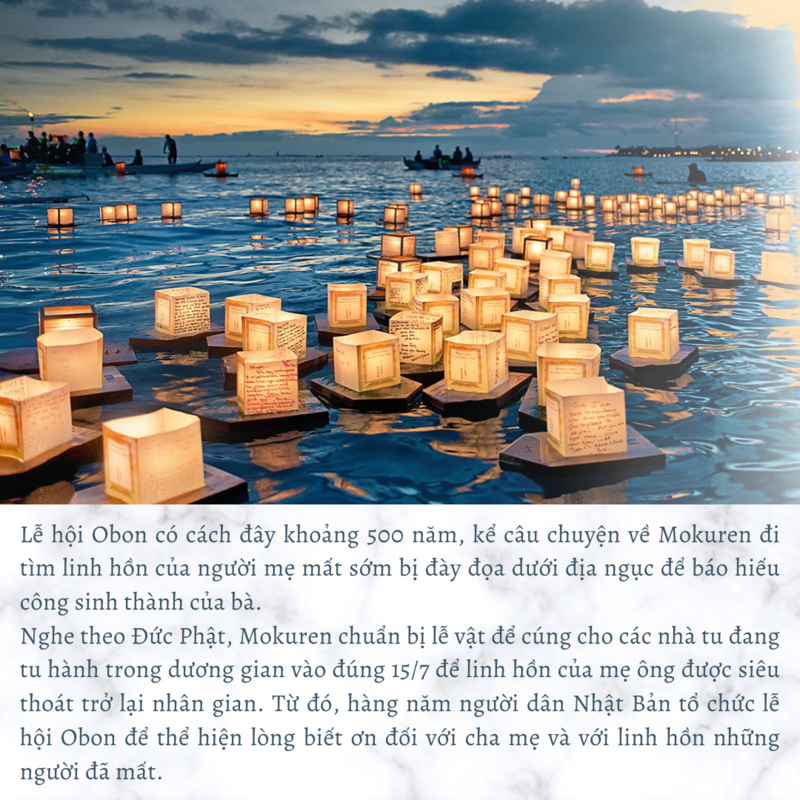 Lễ hội Obon có cách đây khoảng 500 năm, kể câu chuyện về Mokuren đi
tìm linh hồn của người mẹ mất sớm bị đày đọa dưới địa ngục để báo hiếu
công sinh thành của bà.
Nghe theo Đức Phật, Mokuren chuẩn bị lễ vật để cúng cho các nhà tu đang
tu hành trong dương gian vào đúng 15/7 để linh hồn của mẹ ông được siêu
thoát trở lại nhân gian. Từ đó, hàng năm người dân Nhật Bản tổ chức lễ
hội Obon để thể hiện lòng biết ơn đối với cha mẹ và với linh hồn những
người đã mất.